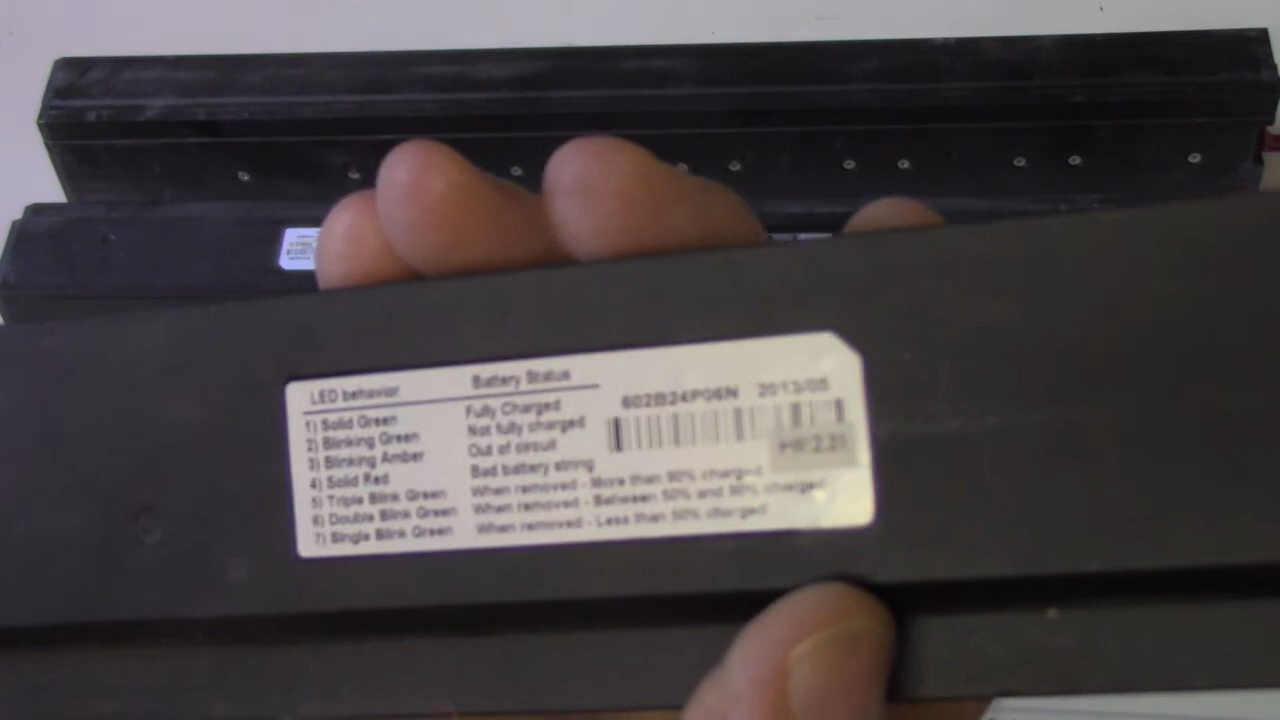 LED behavior Battery Status
602B24P06N 2013/05
1) Solid Green Fully Charged
2) Blinking Green Not fully charged
3) Blinking Amber Out of circuit
4) Solid Red Bad battery string
5) Triple Blink Green When removed - More than 90% charged
6) Double Blink Green When removed - Between 50% and 90% charged
7) Single Blink Green When removed - Less than 50% charged